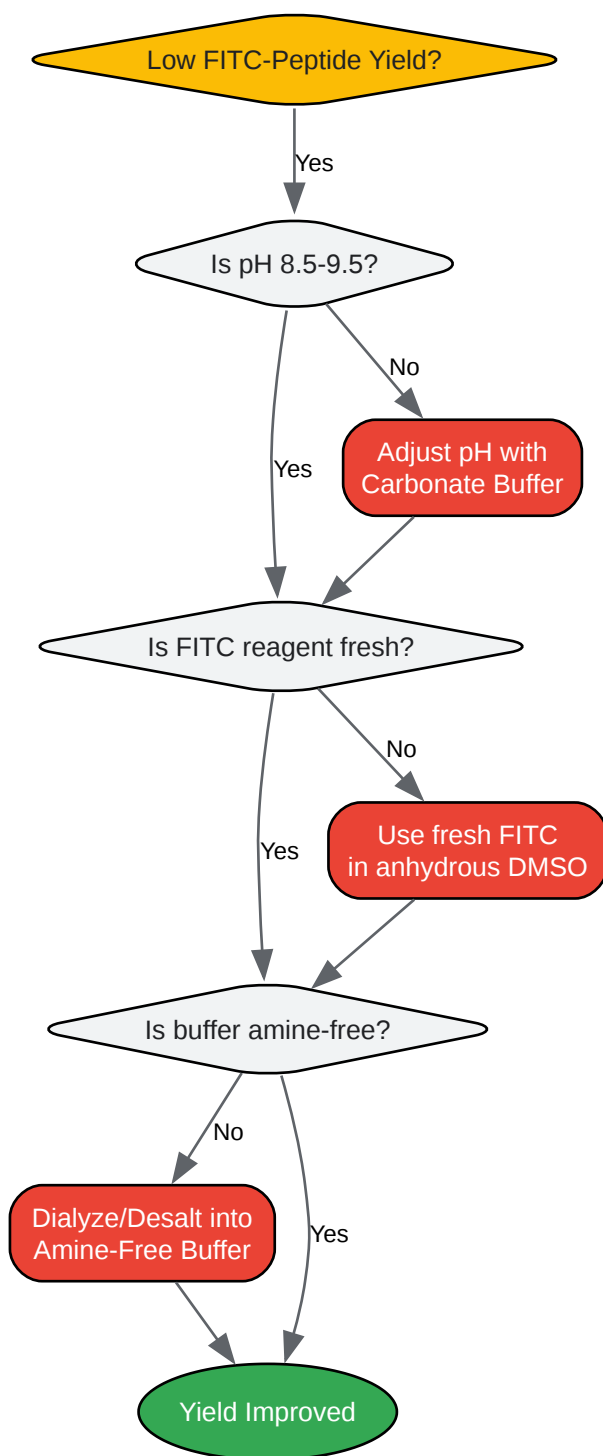 Low FITC-Peptide Yield?
Yes
Is pH 8.5-9.5?
No
Adjust pH with
Carbonate Buffer
Yes
Is FITC reagent fresh?
No
Use fresh FITC
in anhydrous DMSO
Yes
Is buffer amine-free?
No
Dialyze/Desalt into
Amine-Free Buffer
Yes
Yield Improved